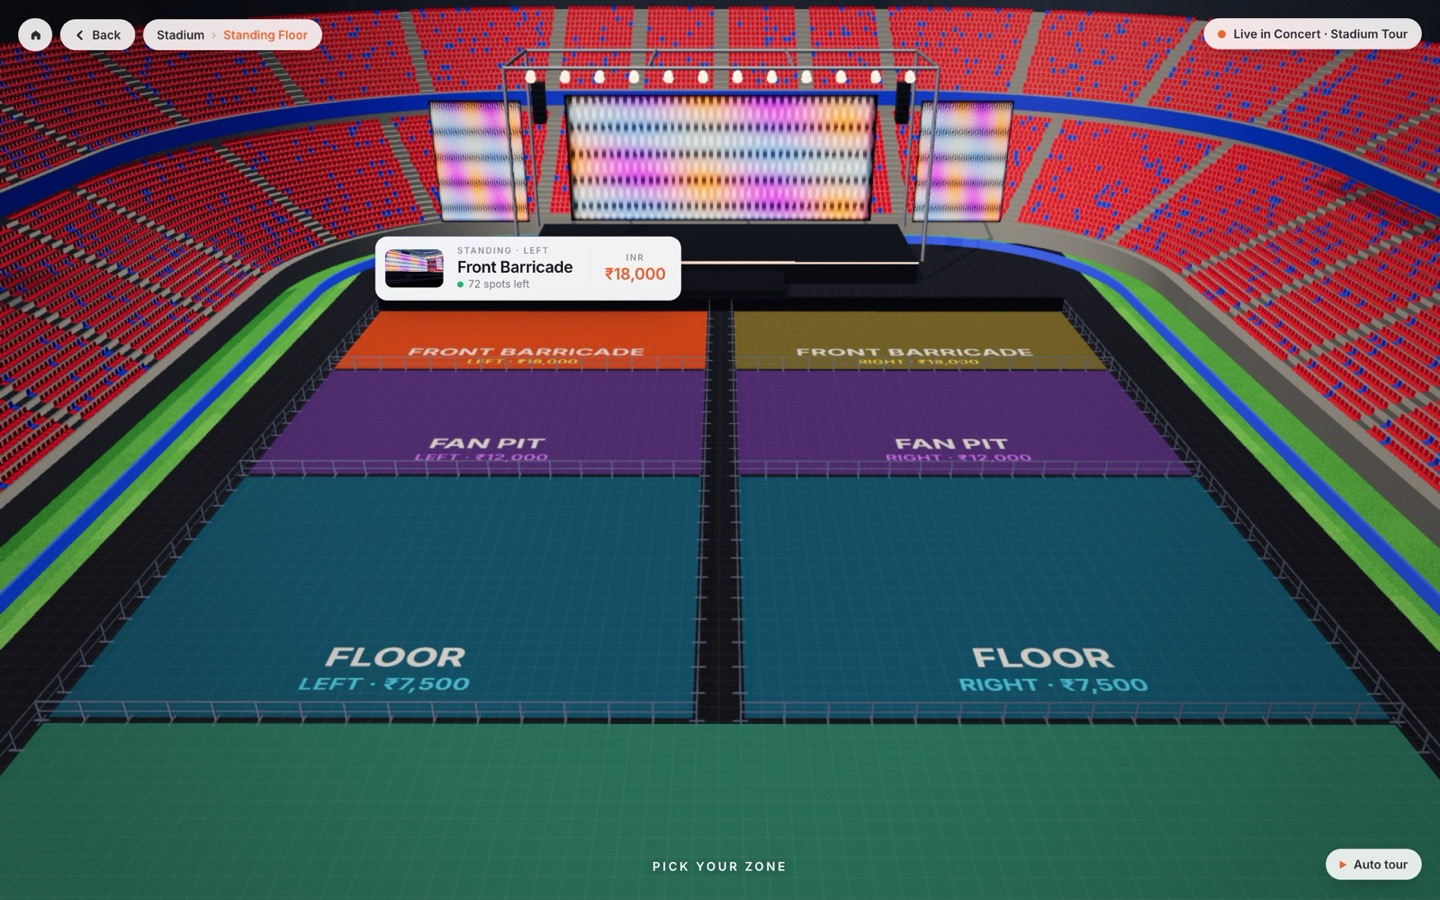 Back
Stadium › Standing Floor
Live in Concert · Stadium Tour
STANDING · LEFT
Front Barricade
72 spots left
INR
₹18,000
FRONT BARRICADE
LEFT · ₹18,000
FRONT BARRICADE
RIGHT · ₹18,000
FAN PIT
LEFT · ₹12,000
FAN PIT
RIGHT · ₹12,000
FLOOR
LEFT · ₹7,500
FLOOR
RIGHT · ₹7,500
PICK YOUR ZONE
Auto tour